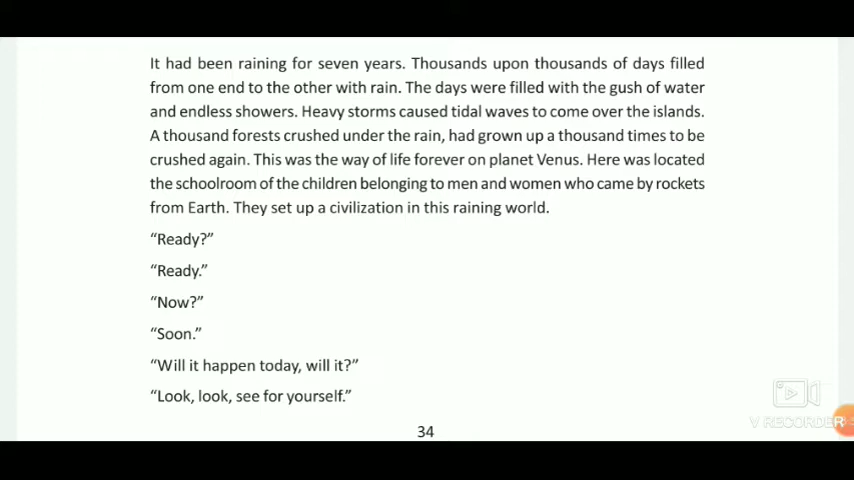 It had been raining for seven years. Thousands upon thousands of days filled
from one end to the other with rain. The days were filled with the gush of water
and endless showers. Heavy storms caused tidal waves to come over the islands.
A thousand forests crushed under the rain, had grown up a thousand times to be
crushed again. This was the way of life forever on planet Venus. Here was located
the schoolroom of the children belonging to men and women who came by rockets
from Earth. They set up a civilization in this raining world.
“Ready?”
“Ready.”
“Now?”
“Soon.”
“Will it happen today, will it?”
“Look, look, see for yourself.”
34
V RECORDER